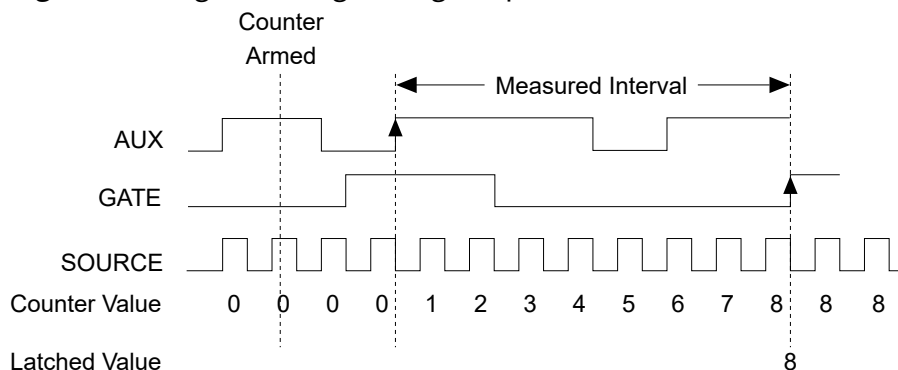 Counter
Armed
Measured Interval
AUX
GATE
SOURCE
Counter Value 0 0 0 0 1 2 3 4 5 6 7 8 8 8
Latched Value 8